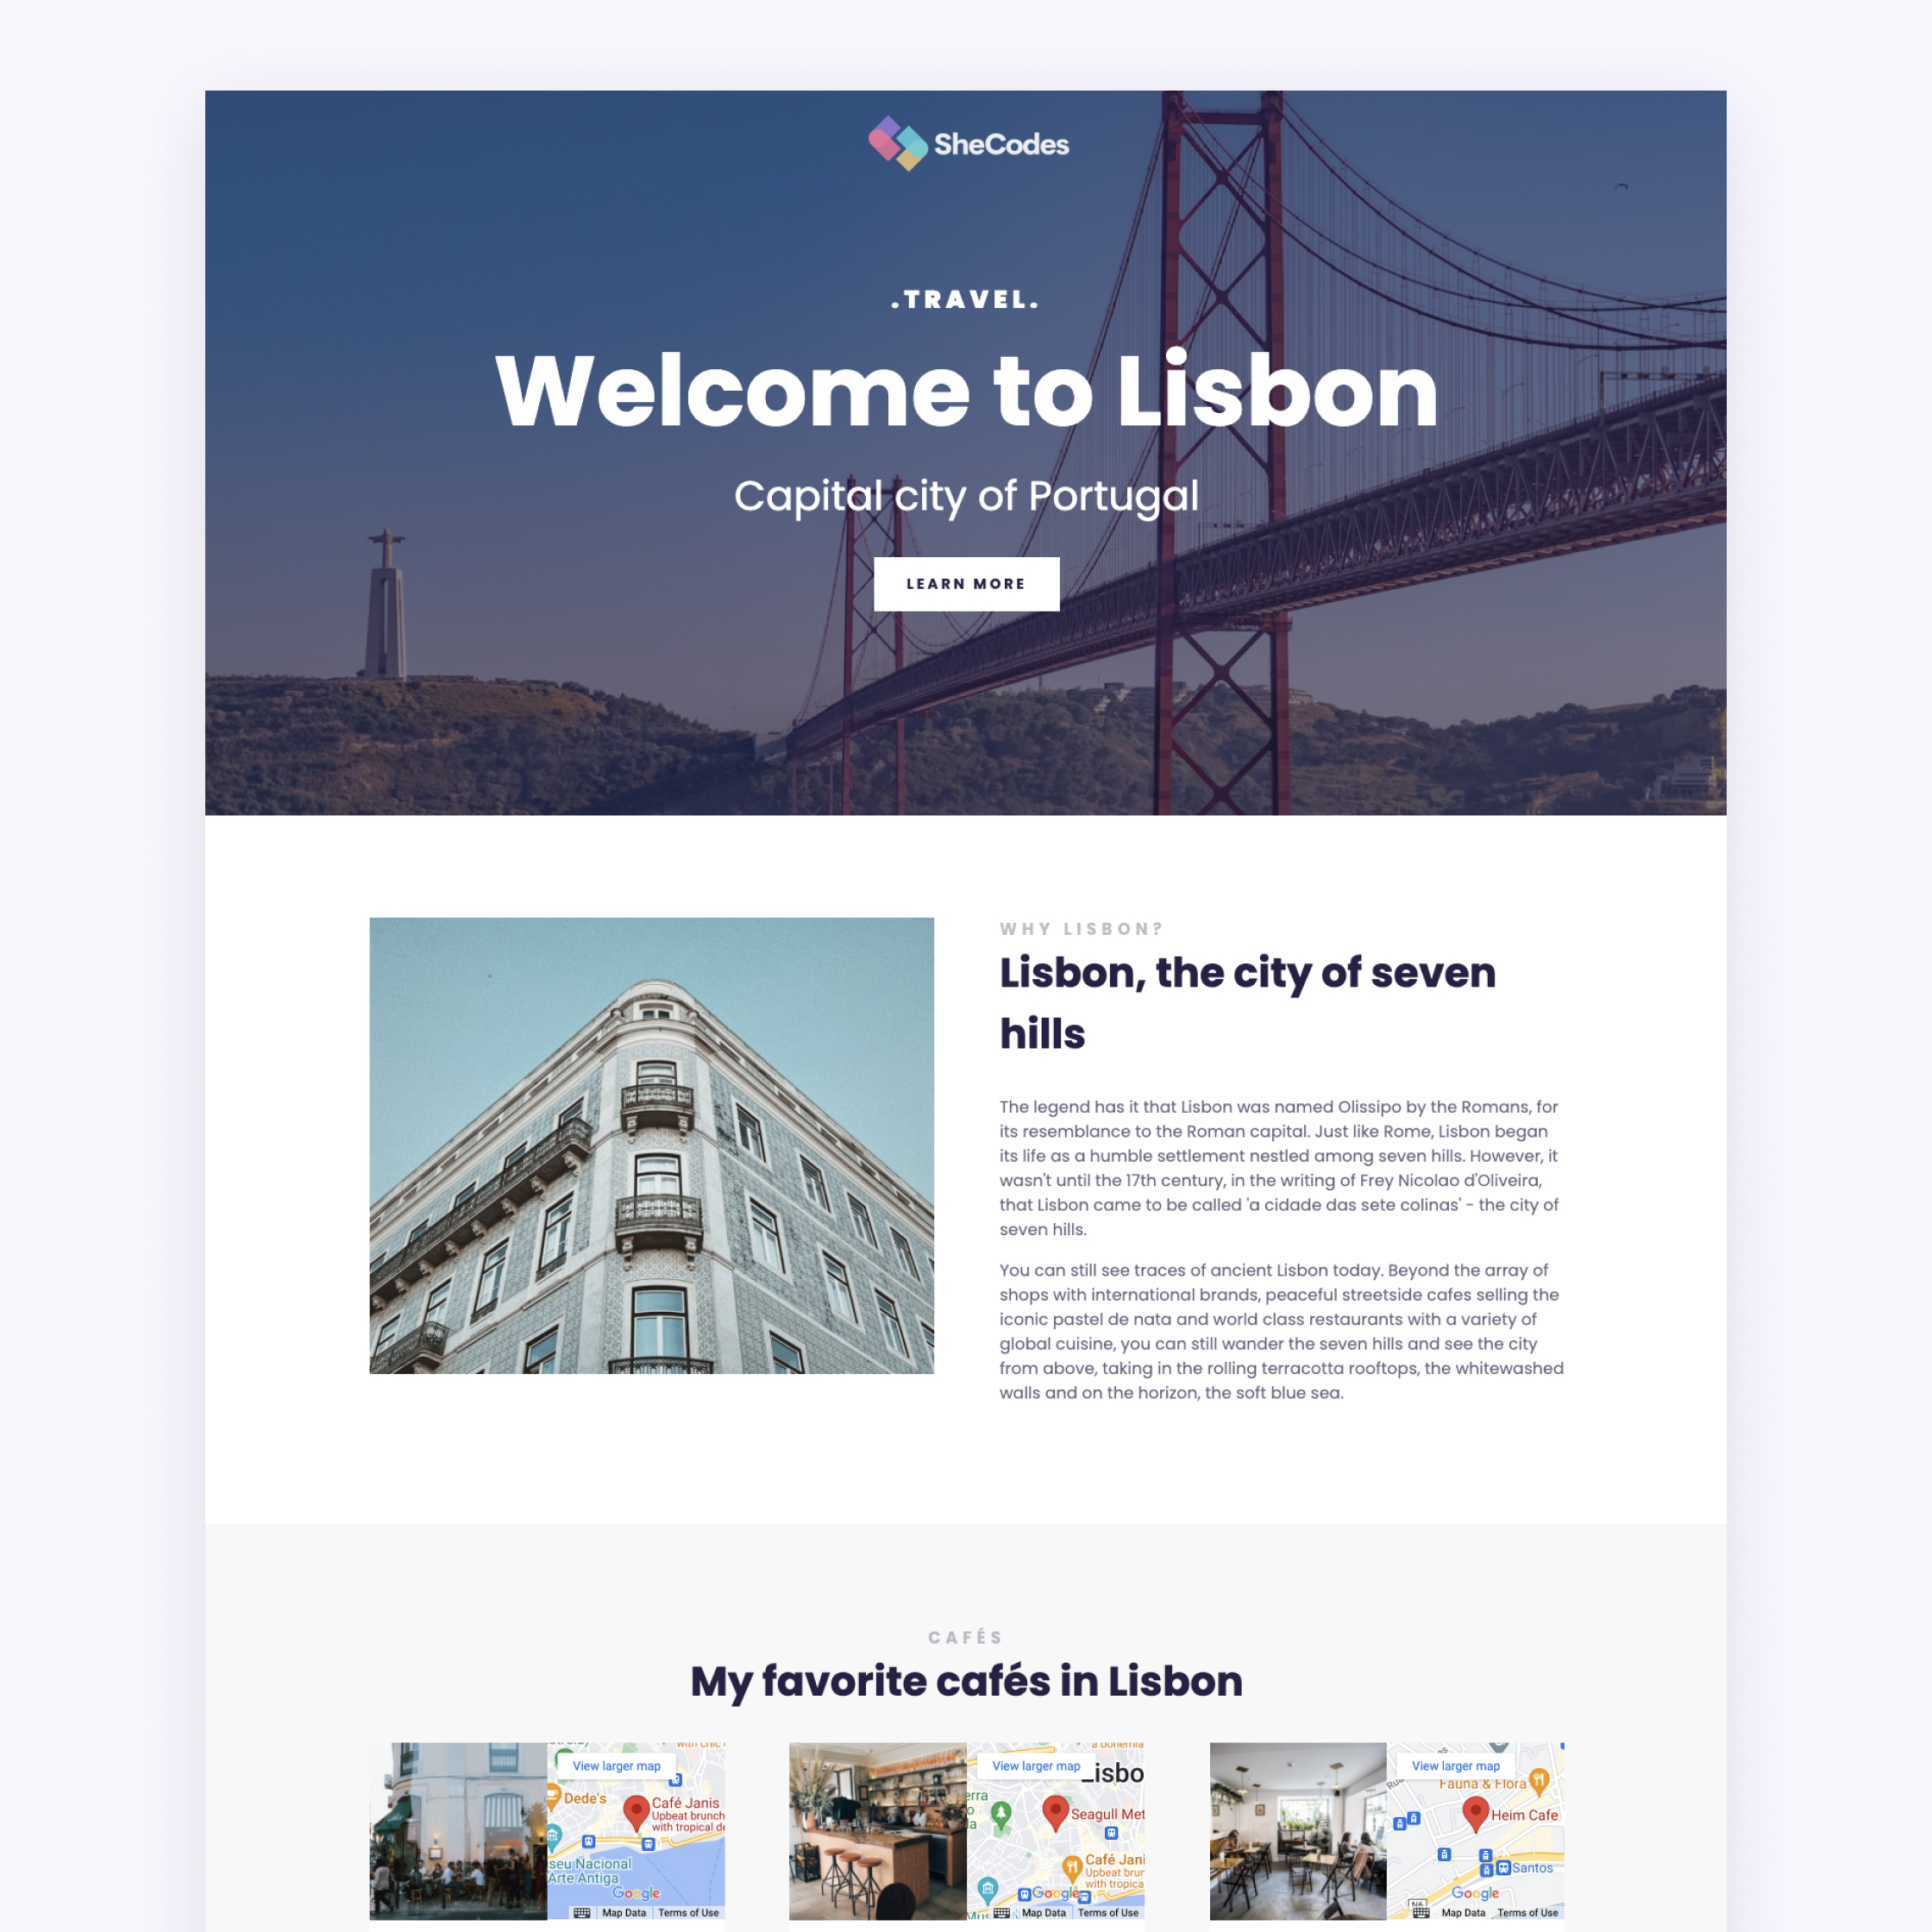 SheCodes
.TRAVEL.
Welcome to Lisbon
Capital city of Portugal
LEARN MORE
WHY LISBON?
Lisbon, the city of seven
hills
The legend has it that Lisbon was named Olissipo by the Romans, for
its resemblance to the Roman capital. Just like Rome, Lisbon began
its life as a humble settlement nestled among seven hills. However, it
wasn't until the 17th century, in the writing of Frey Nicolao d'Oliveira,
that Lisbon came to be called 'a cidade das sete colinas' - the city of
seven hills.
You can still see traces of ancient Lisbon today. Beyond the array of
shops with international brands, peaceful streetside cafes selling the
iconic pastel de nata and world class restaurants with a variety of
global cuisine, you can still wander the seven hills and see the city
from above, taking in the rolling terracotta rooftops, the whitewashed
walls and on the horizon, the soft blue sea.
CAFÉS
My favorite cafés in Lisbon
View larger map
Dede's
Café Janis
Upbeat brunch
with tropical
Nacional
Arte Antiga
Google
Map Data
Terms of Use
a bohemia
View larger map
Seagull
Café
Upbeat
with
Google
Map Data
Terms of Use
View larger map
Fauna & Flora
Heim Cafe
Santos
Google
Map Data
Terms of Use